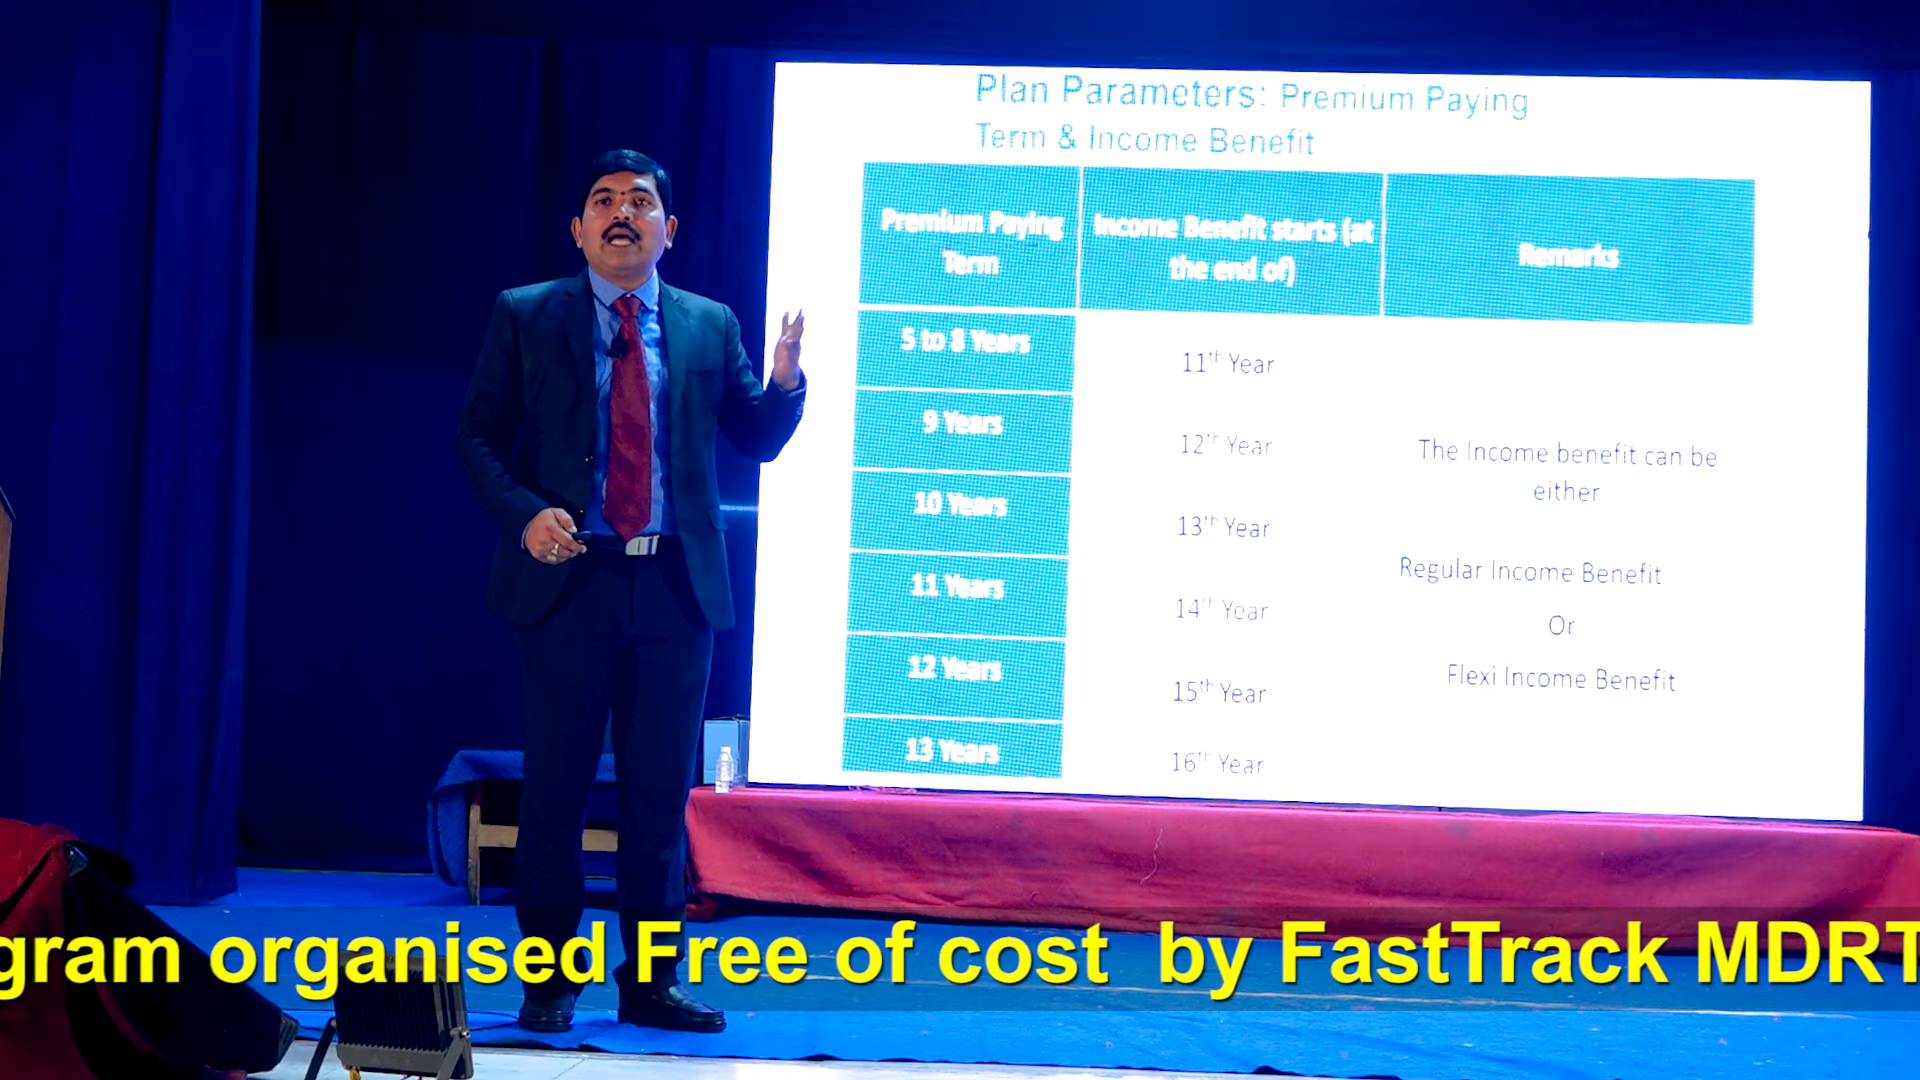 Plan Parameters: Premium Paying
Term & Income Benefit
Premium Paying
Term
Income Benefit starts (at
the end of)
Remarks
5 to 8 Years
11th Year
9 Years
12th Year
10 Years
13th Year
11 Years
14th Year
12 Years
15th Year
13 Years
16th Year
The Income benefit can be
either
Regular Income Benefit
Or
Flexi Income Benefit
gram organised Free of cost by FastTrack MDRT